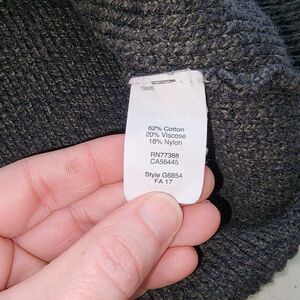 62% Cotton
20% Viscose
18% Nylon
RN77388
CA56445
Style G6854
FA 17